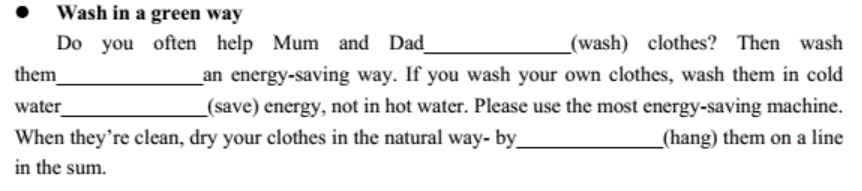 ● Wash in a green way
Do you often help Mum and Dad______________(wash) clothes? Then wash
them______________an energy-saving way. If you wash your own clothes, wash them in cold
water______________(save) energy, not in hot water. Please use the most energy-saving machine.
When they're clean, dry your clothes in the natural way- by______________(hang) them on a line
in the sum.